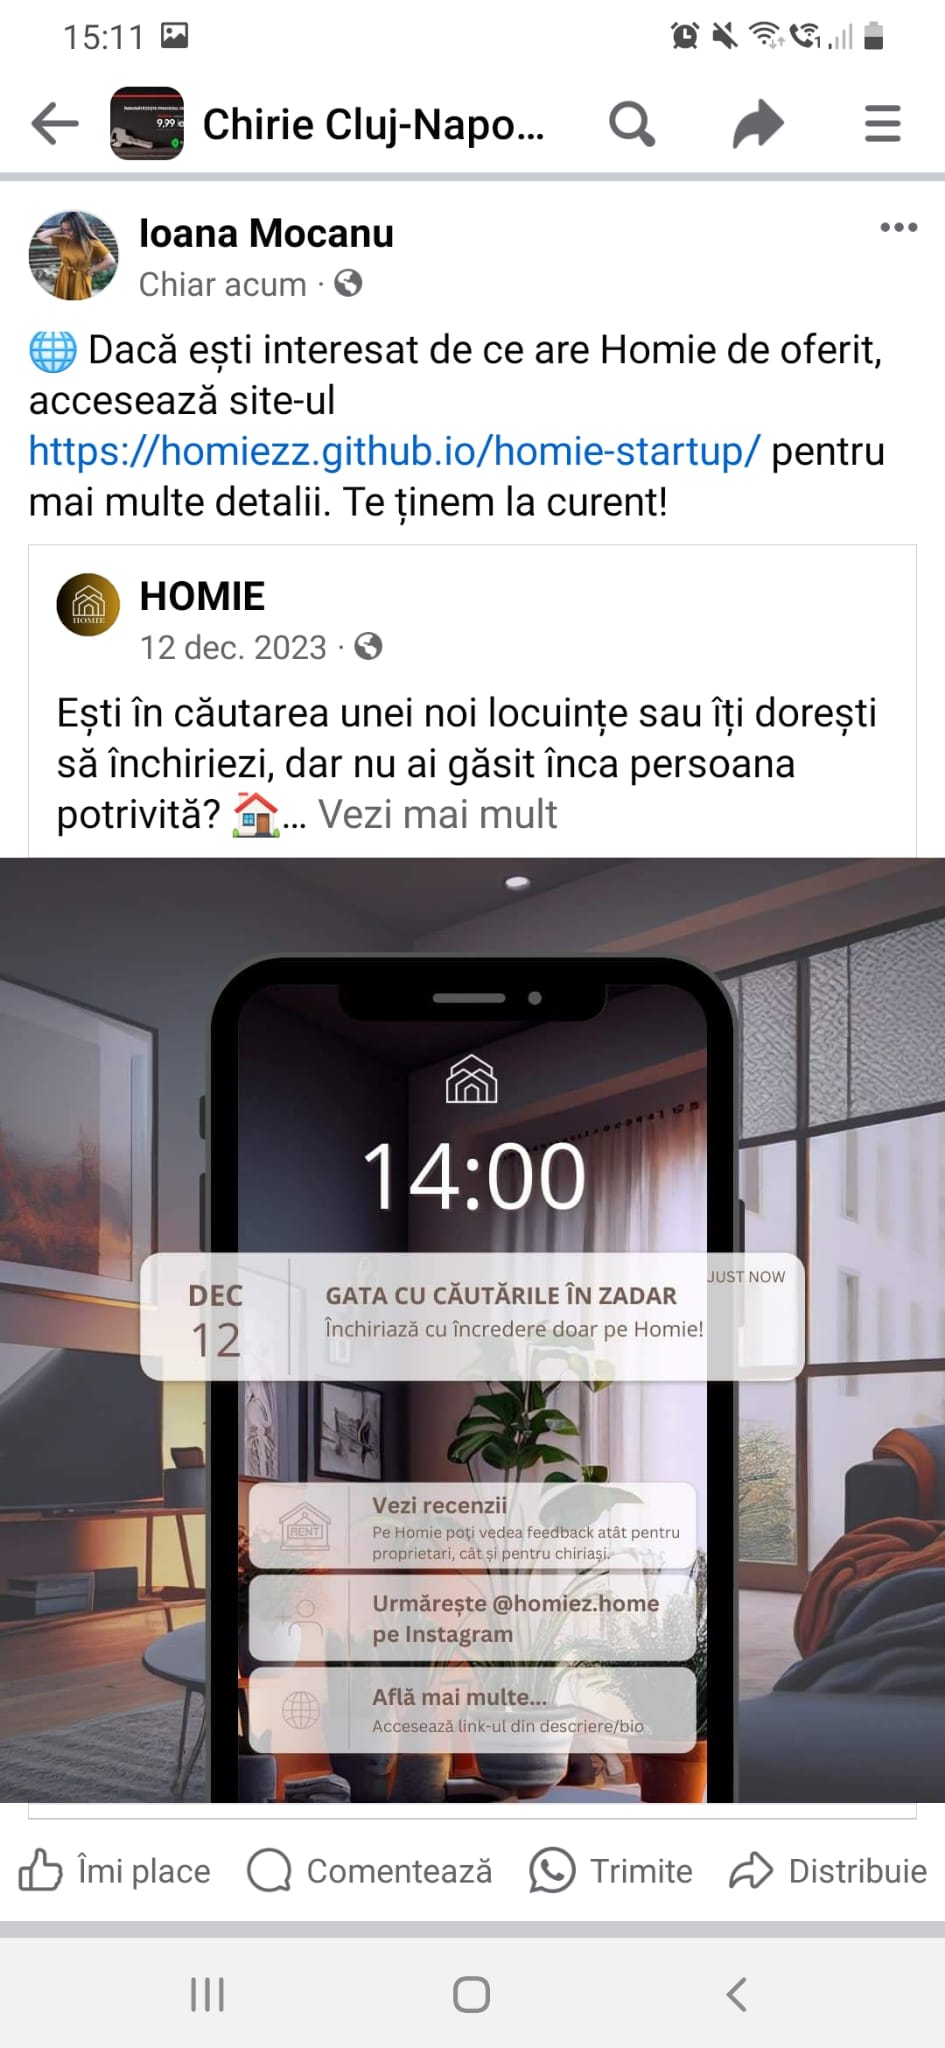 15:11
Chirie Cluj-Napo...
9,99
Ioana Mocanu
Chiar acum ·
Dacă ești interesat de ce are Homie de oferit,
accesează site-ul
https://homiezz.github.io/homie-startup/ pentru
mai multe detalii. Te ținem la curent!
HOMIE
HOMIE
12 dec. 2023 ·
Ești în căutarea unei noi locuințe sau îți dorești
să închiriezi, dar nu ai găsit înca persoana
potrivită? ... Vezi mai mult
14:00
JUST NOW
DEC
12
GATA CU CĂUTĂRILE ÎN ZADAR
Închiriază cu încredere doar pe Homie!
RENT
Vezi recenzii
Pe Homie poți vedea feedback atât pentru
proprietari, cât și pentru chiriași.
Urmărește @homiez.home
pe Instagram
Află mai multe...
Accesează link-ul din descriere/bio
Îmi place
Comentează
Trimite
Distribuie